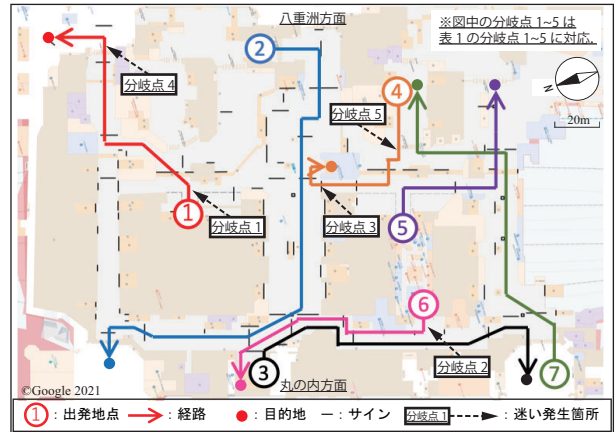 八重洲方面
※図中の分岐点 1~5 は
表 1 の分岐点 1~5 に対応.
N
20m
分岐点 4
分岐点 5
分岐点 1
分岐点 3
分岐点 2
1
2
3
4
5
6
7
©Google 2021
丸の内方面
1 : 出発地点 : 経路 : 目的地 : サイン 分岐点 1 : 迷い発生箇所